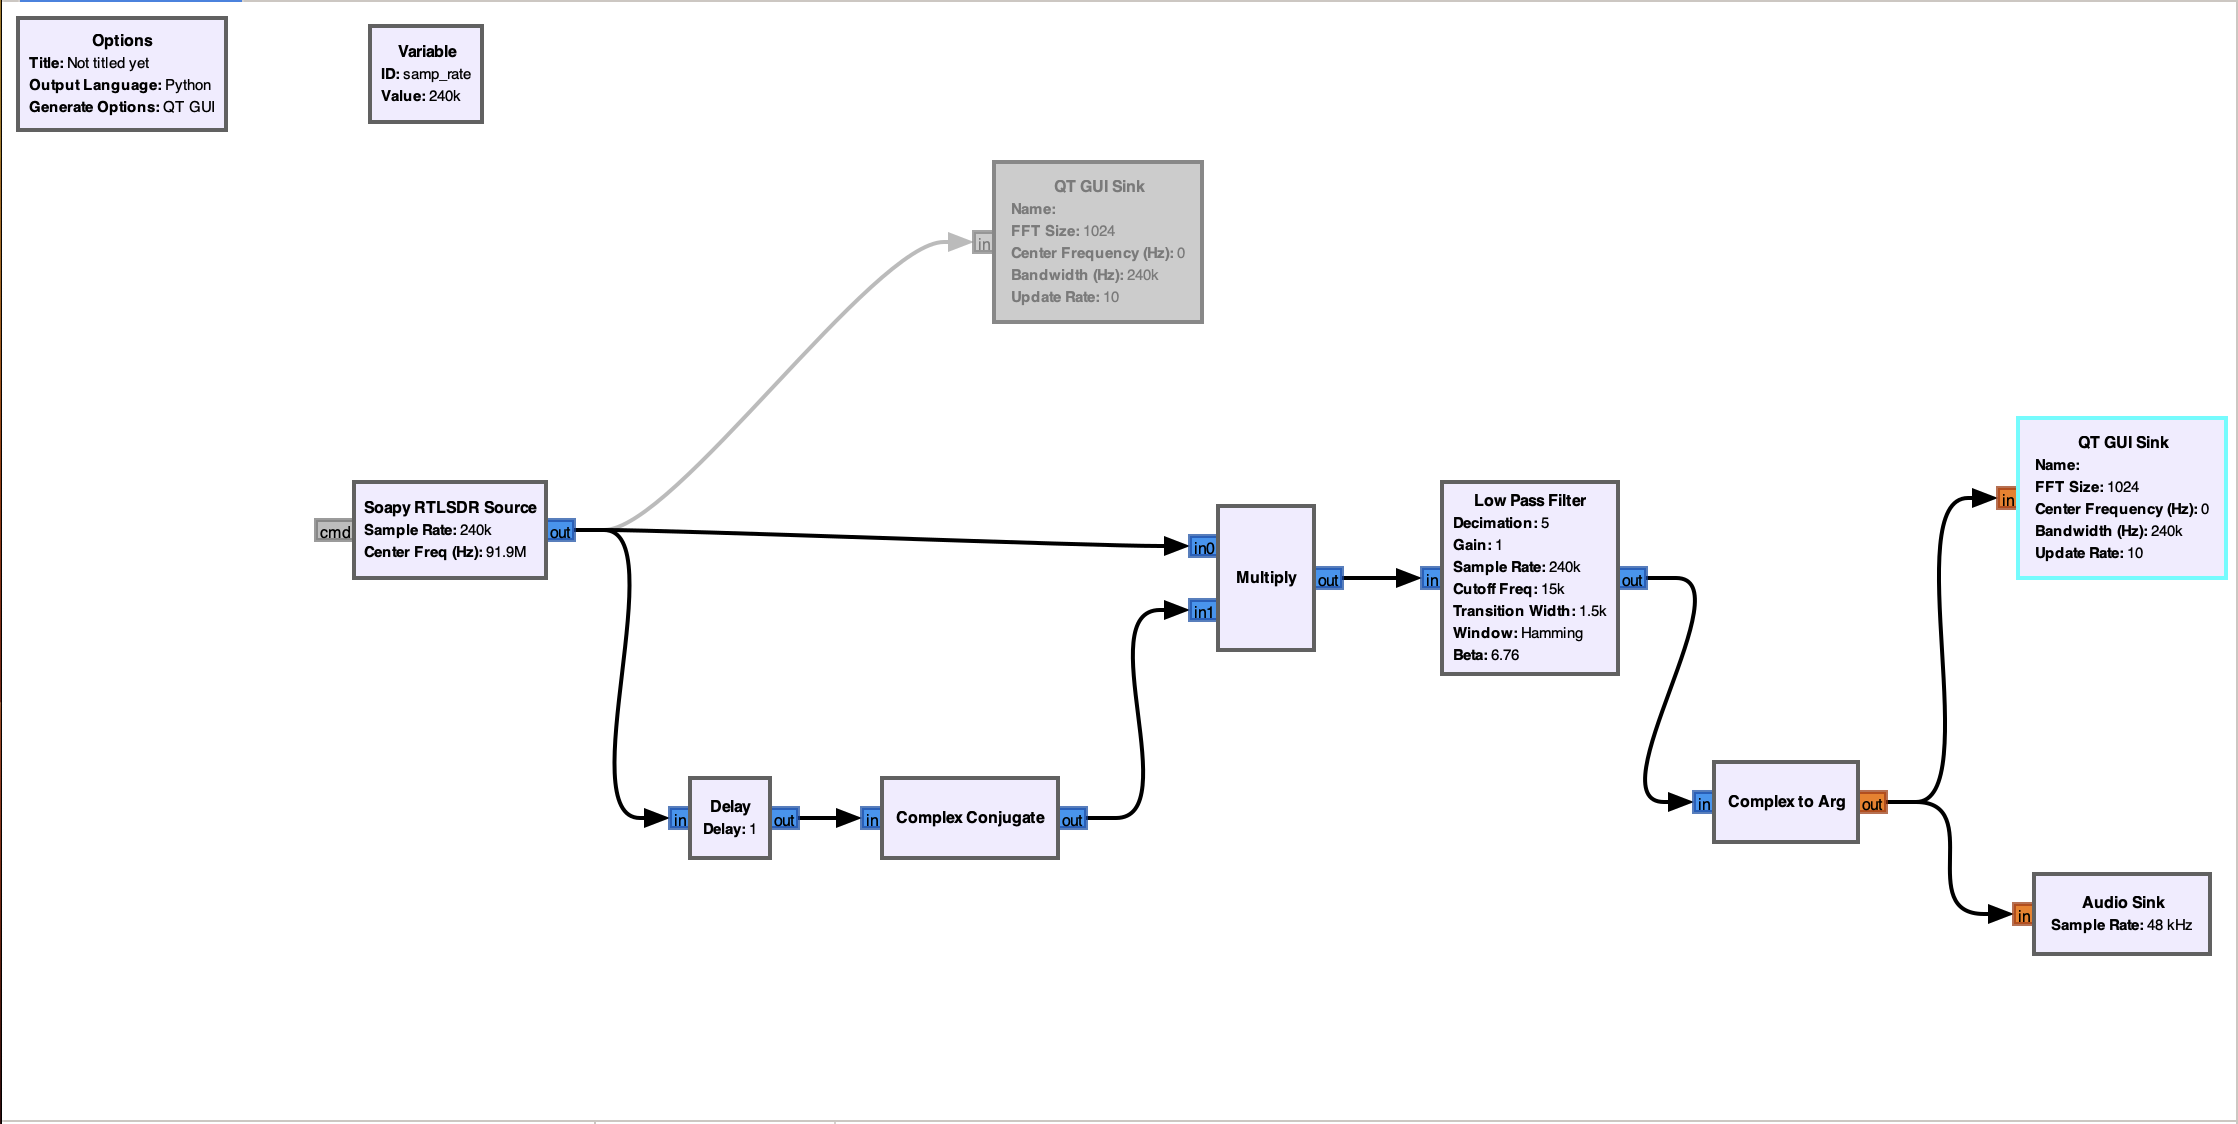 Options
Title: Not titled yet
Output Language: Python
Generate Options: QT GUI
Variable
ID: samp_rate
Value: 240k
QT GUI Sink
Name:
FFT Size: 1024
Center Frequency (Hz): 0
Bandwidth (Hz): 240k
Update Rate: 10
in
Soapy RTLSDR Source
Sample Rate: 240k
Center Freq (Hz): 91.9M
cmd
out
Delay
Delay: 1
in
out
Complex Conjugate
in
out
Multiply
in0
in1
out
Low Pass Filter
Decimation: 5
Gain: 1
Sample Rate: 240k
Cutoff Freq: 15k
Transition Width: 1.5k
Window: Hamming
Beta: 6.76
in
out
Complex to Arg
in
out
QT GUI Sink
Name:
FFT Size: 1024
Center Frequency (Hz): 0
Bandwidth (Hz): 240k
Update Rate: 10
in
Audio Sink
Sample Rate: 48 kHz
in